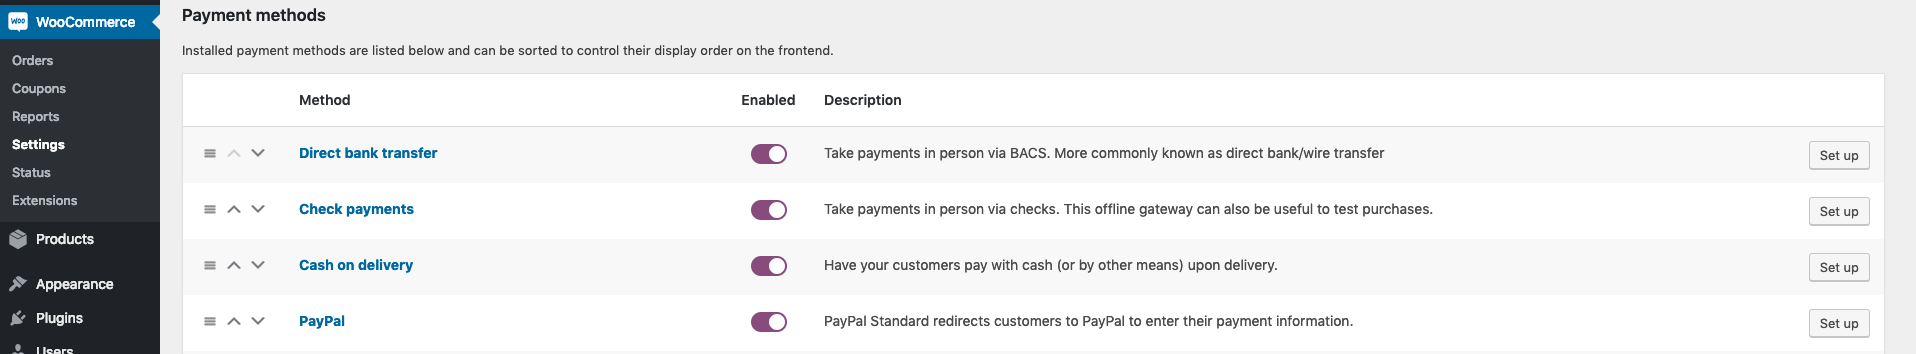 WooCommerce
Orders
Coupons
Reports
Settings
Status
Extensions
Products
Appearance
Plugins
Users
Payment methods
Installed payment methods are listed below and can be sorted to control their display order on the frontend.
Method Enabled Description
Direct bank transfer Take payments in person via BACS. More commonly known as direct bank/wire transfer Set up
Check payments Take payments in person via checks. This offline gateway can also be useful to test purchases. Set up
Cash on delivery Have your customers pay with cash (or by other means) upon delivery. Set up
PayPal PayPal Standard redirects customers to PayPal to enter their payment information. Set up